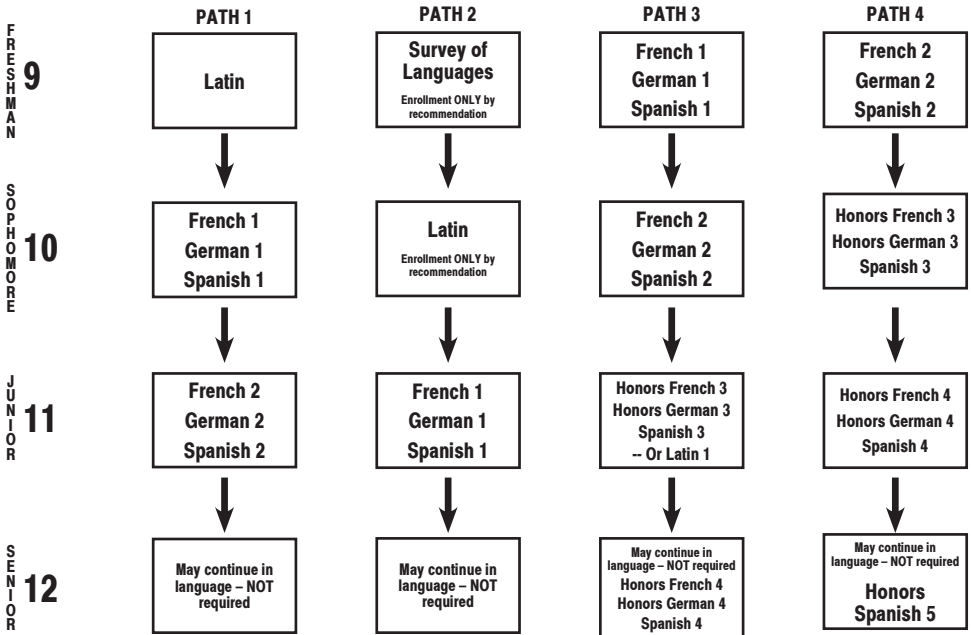 PATH 1
PATH 2
PATH 3
PATH 4
FRESHMAN 9
Latin
Survey of
Languages
Enrollment ONLY by
recommendation
French 1
German 1
Spanish 1
French 2
German 2
Spanish 2
SOPHOMORE 10
French 1
German 1
Spanish 1
Latin
Enrollment ONLY by
recommendation
French 2
German 2
Spanish 2
Honors French 3
Honors German 3
Spanish 3
JUNIOR 11
French 2
German 2
Spanish 2
French 1
German 1
Spanish 1
Honors French 3
Honors German 3
Spanish 3
-- Or Latin 1
Honors French 4
Honors German 4
Spanish 4
SENIOR 12
May continue in
language – NOT
required
May continue in
language – NOT
required
May continue in
language – NOT required
Honors French 4
Honors German 4
Spanish 4
May continue in
language – NOT required
Honors
Spanish 5